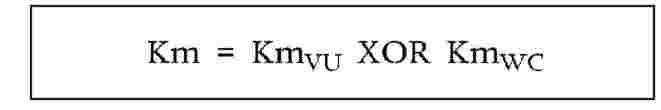 Km = Km_VU XOR Km_WC